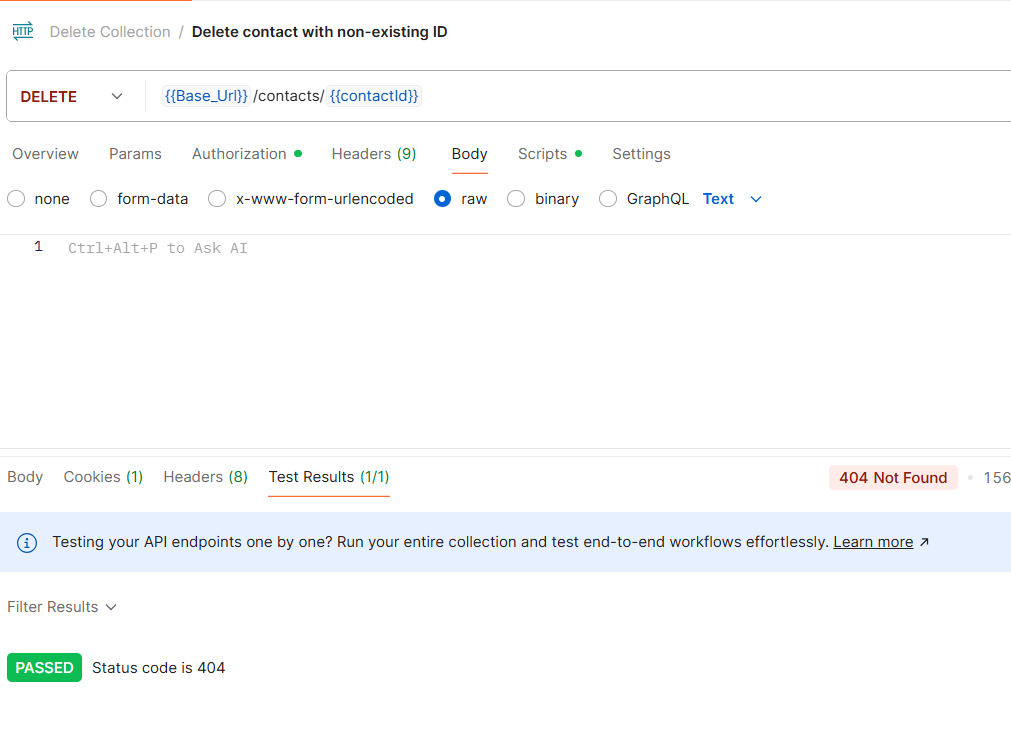 HTTP Delete Collection / Delete contact with non-existing ID
DELETE {{Base_Url}} /contacts/ {{contactId}}
Overview Params Authorization Headers (9) Body Scripts Settings
none form-data x-www-form-urlencoded raw binary GraphQL Text
1 Ctrl+Alt+P to Ask AI
Body Cookies (1) Headers (8) Test Results (1/1) 404 Not Found 156
Testing your API endpoints one by one? Run your entire collection and test end-to-end workflows effortlessly. Learn more ↗
Filter Results
PASSED Status code is 404